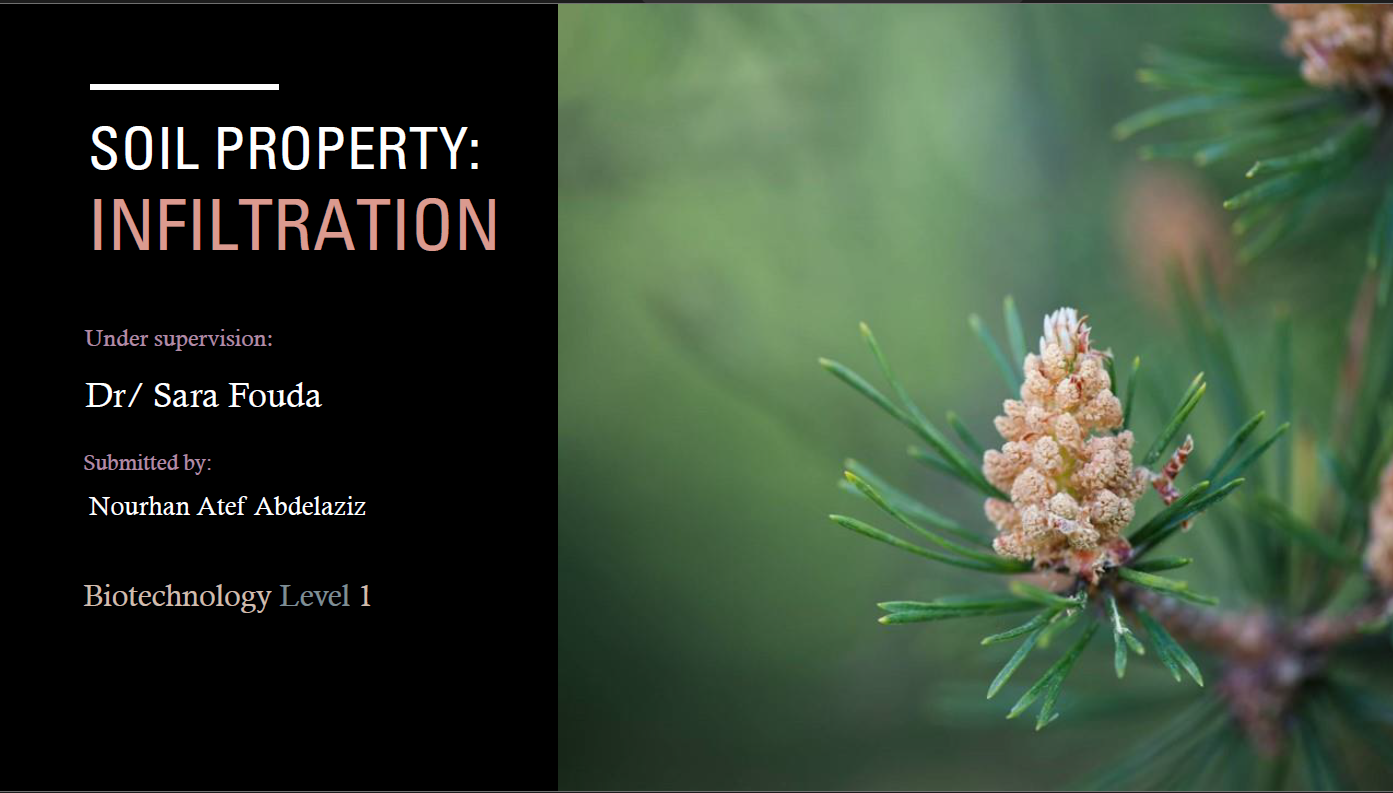 SOIL PROPERTY:
INFILTRATION
Under supervision:
Dr/ Sara Fouda
Submitted by:
Nourhan Atef Abdelaziz
Biotechnology Level 1